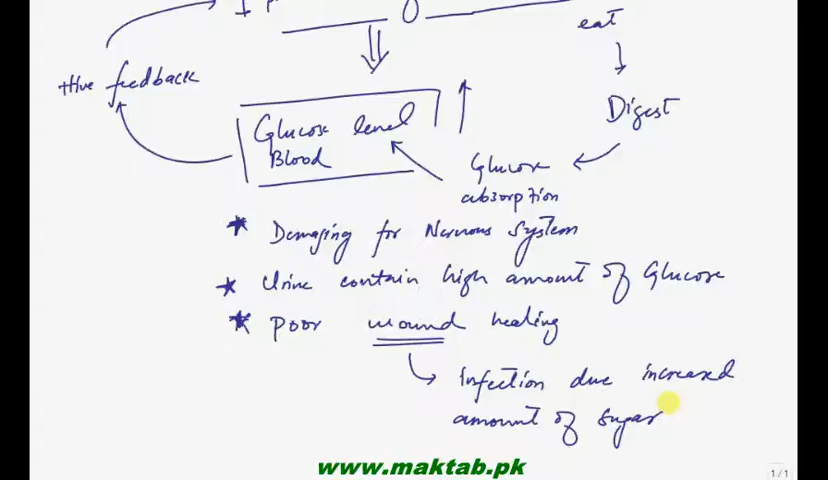 eat
+tive feedback
Digest
Glucose level
Blood
Glucose
absorption
* Damaging for Nervous System
* Urine contain high amount of Glucose
* Poor wound healing
Infection due increased
amount of sugar
www.maktab.pk
1/1